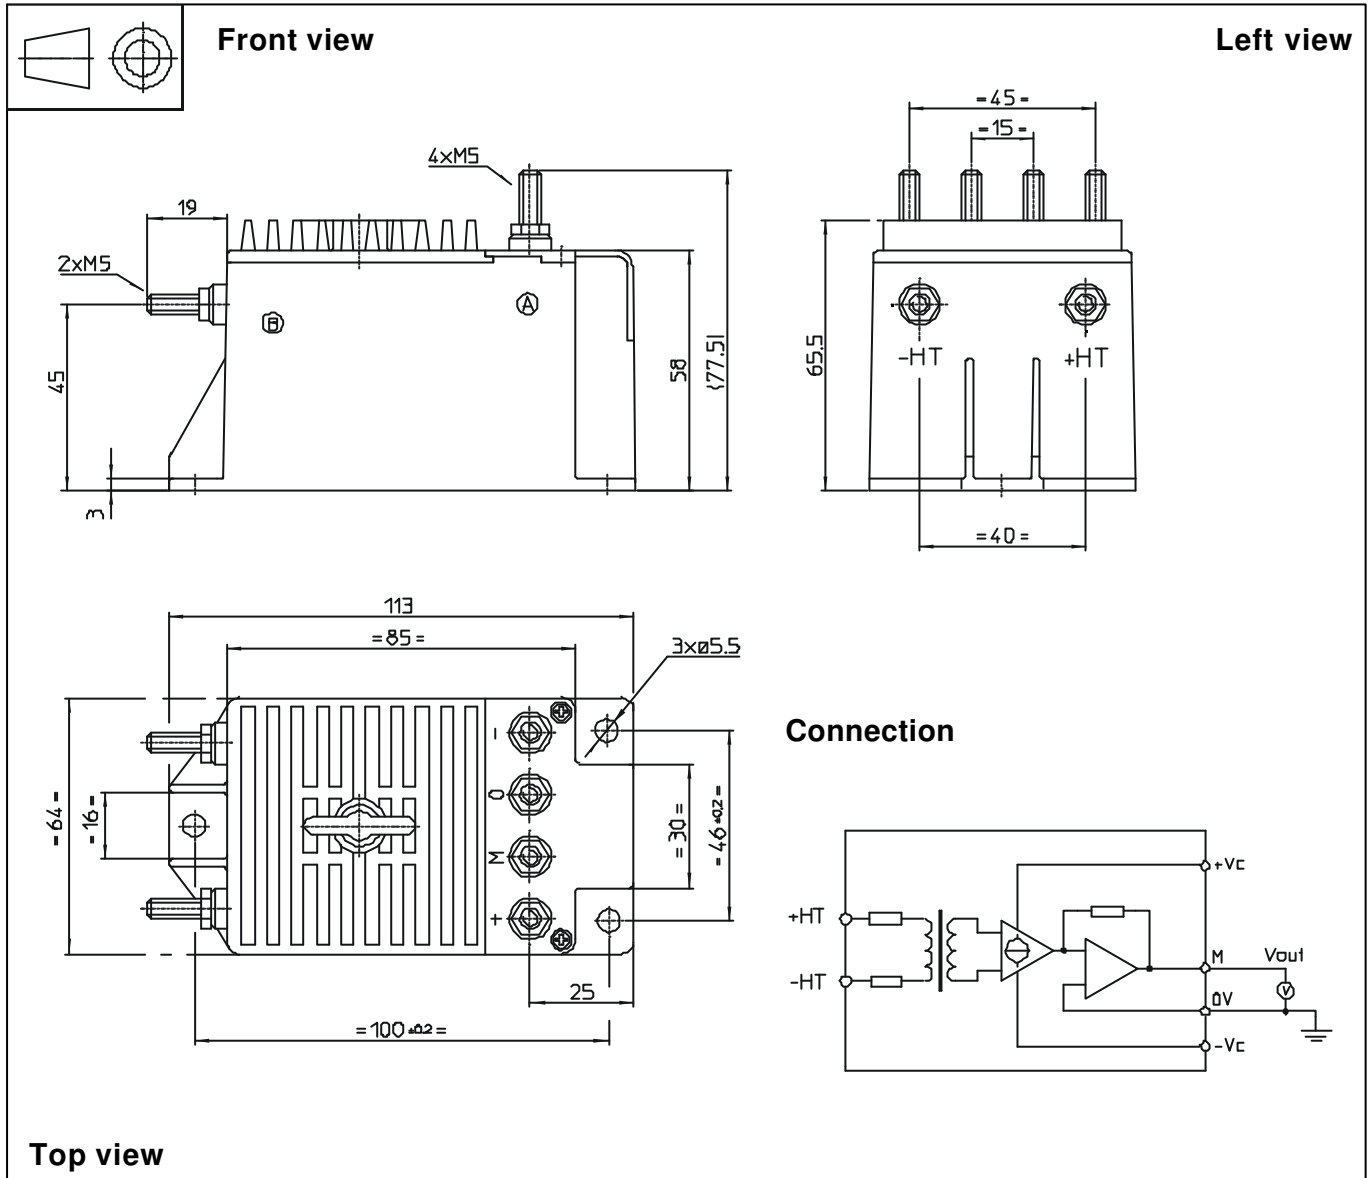 Front view
Left view
4xM5
19
2xM5
B
A
45
3
58
(77.5)
=45=
=15=
65.5
-HT
+HT
=40=
113
=85=
3xø5.5
=64=
=16=
-
0
M
+
=30=
=46±0.2=
25
=100±0.2=
Connection
+HT
-HT
+Vc
M
Vout
V
0V
-Vc
Top view